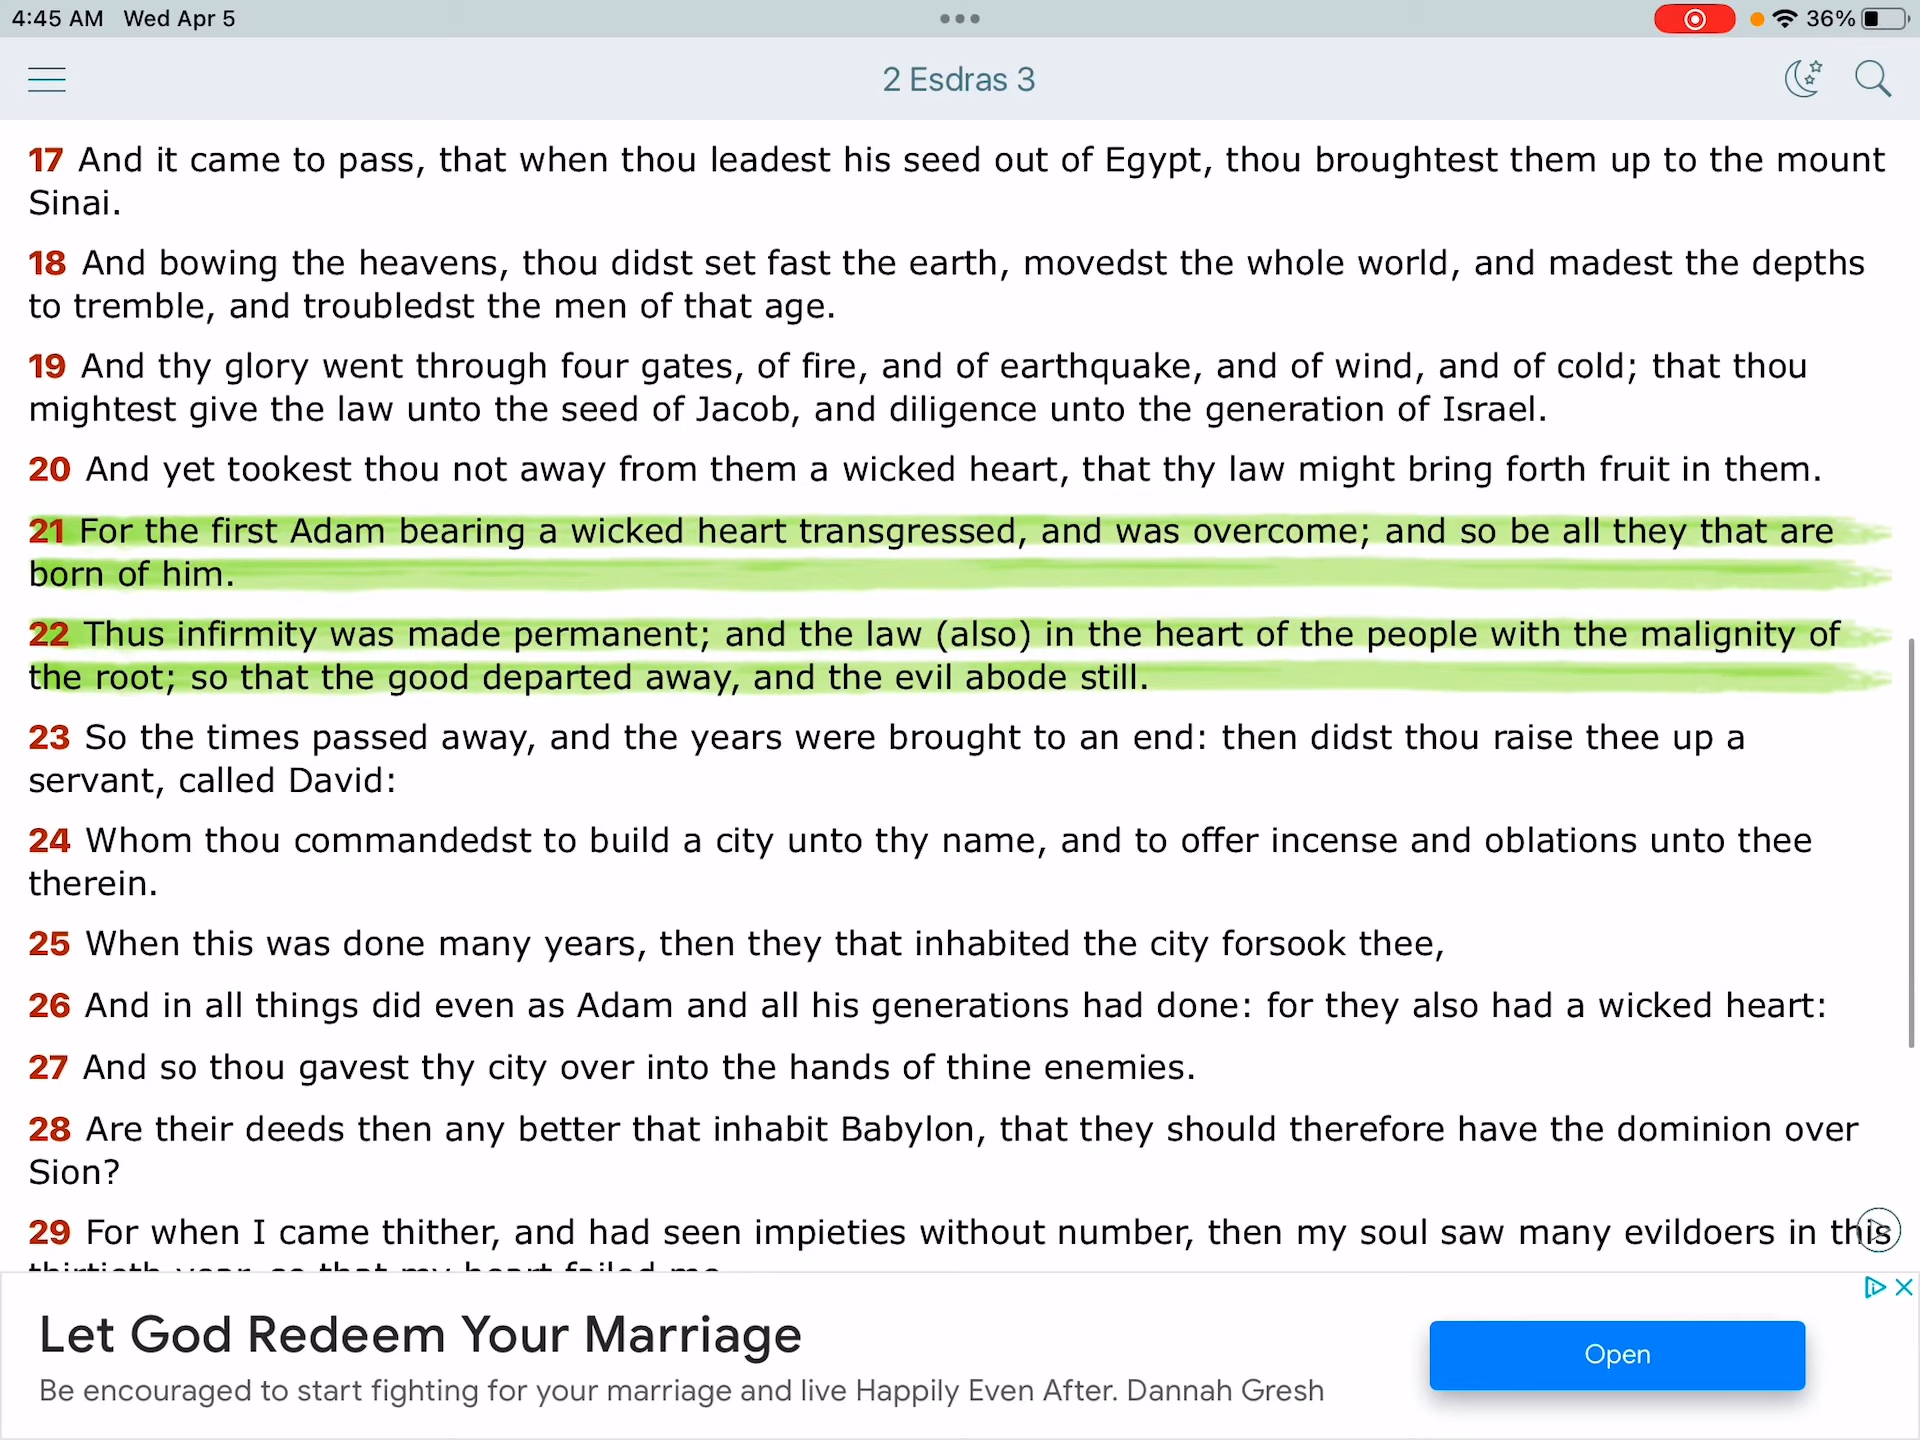 4:45 AM Wed Apr 5
36%
2 Esdras 3
17 And it came to pass, that when thou leadest his seed out of Egypt, thou broughtest them up to the mount
Sinai.
18 And bowing the heavens, thou didst set fast the earth, movedst the whole world, and madest the depths
to tremble, and troubledst the men of that age.
19 And thy glory went through four gates, of fire, and of earthquake, and of wind, and of cold; that thou
mightest give the law unto the seed of Jacob, and diligence unto the generation of Israel.
20 And yet tookest thou not away from them a wicked heart, that thy law might bring forth fruit in them.
21 For the first Adam bearing a wicked heart transgressed, and was overcome; and so be all they that are
born of him.
22 Thus infirmity was made permanent; and the law (also) in the heart of the people with the malignity of
the root; so that the good departed away, and the evil abode still.
23 So the times passed away, and the years were brought to an end: then didst thou raise thee up a
servant, called David:
24 Whom thou commandedst to build a city unto thy name, and to offer incense and oblations unto thee
therein.
25 When this was done many years, then they that inhabited the city forsook thee,
26 And in all things did even as Adam and all his generations had done: for they also had a wicked heart:
27 And so thou gavest thy city over into the hands of thine enemies.
28 Are their deeds then any better that inhabit Babylon, that they should therefore have the dominion over
Sion?
29 For when I came thither, and had seen impieties without number, then my soul saw many evildoers in this
thirtieth year, so that my heart failed me.
Let God Redeem Your Marriage
Be encouraged to start fighting for your marriage and live Happily Even After. Dannah Gresh
Open